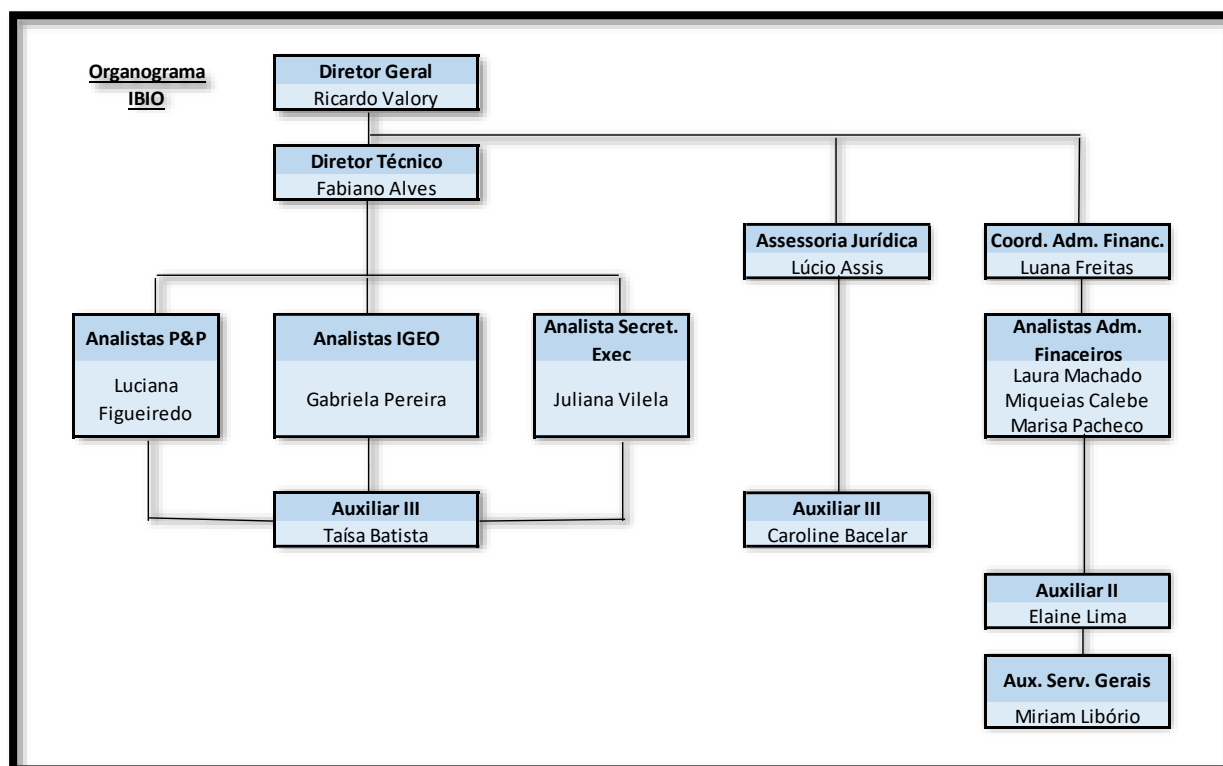 Organograma
IBIO
Diretor Geral
Ricardo Valory
Diretor Técnico
Fabiano Alves
Assessoria Jurídica
Lúcio Assis
Coord. Adm. Financ.
Luana Freitas
Analistas P&P
Luciana
Figueiredo
Analistas IGEO
Gabriela Pereira
Analista Secret.
Exec
Juliana Vilela
Analistas Adm.
Finaceiros
Laura Machado
Miqueias Calebe
Marisa Pacheco
Auxiliar III
Taísa Batista
Auxiliar III
Caroline Bacelar
Auxiliar II
Elaine Lima
Aux. Serv. Gerais
Miriam Libório